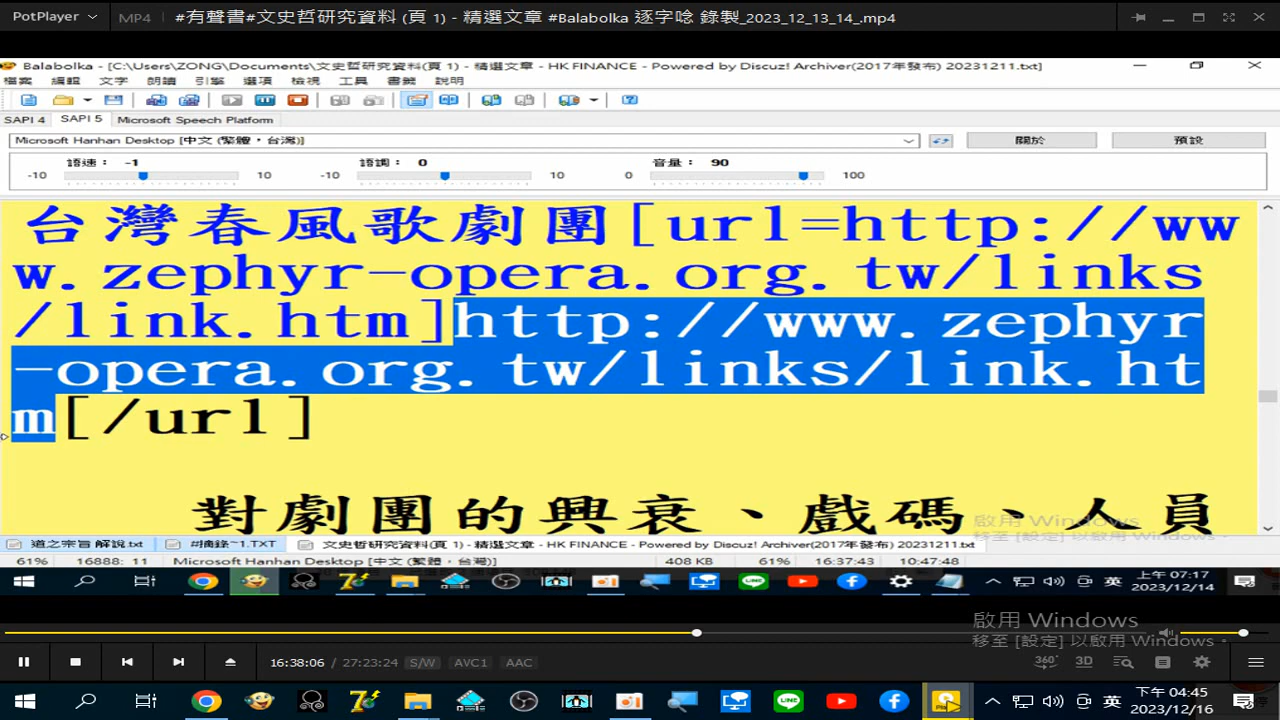 PotPlayer MP4 #有聲書#文史哲研究資料 (頁 1) - 精選文章 #Balabolka 逐字唸 錄製_2023_12_13_14_.mp4
Balabolka - [C:\Users\ZONG\Documents\文史哲研究資料(頁 1) - 精選文章 - HK FINANCE - Powered by Discuz! Archiver(2017年發布) 20231211.txt]
檔案 編輯 文字 朗讀 引擎 選項 檢視 工具 書籤 說明
SAPI 4 SAPI 5 Microsoft Speech Platform
Microsoft Hanhan Desktop [中文 (繁體，台灣)] 關於 預設
語速： -1 語調： 0 音量： 90
-10 10 -10 10 0 100
台灣春風歌劇團[url=http://ww
w.zephyr-opera.org.tw/links
/link.htm]http://www.zephyr
-opera.org.tw/links/link.ht
m[/url]
對劇團的興衰、戲碼、人員
啟用 Windows
移至 [設定] 以啟用 Windows。
道之宗旨 解說.txt #摘錄~1.TXT 文史哲研究資料(頁 1) - 精選文章 - HK FINANCE - Powered by Discuz! Archiver(2017年發布) 20231211.txt
61% 16888: 11 Microsoft Hanhan Desktop [中文 (繁體，台灣)] 408 KB 61% 16:37:43 10:47:48
英 上午 07:17
2023/12/14
啟用 Windows
移至 [設定] 以啟用 Windows。
16:38:06 / 27:23:24 S/W AVC1 AAC 360° 3D
英 下午 04:45
2023/12/16